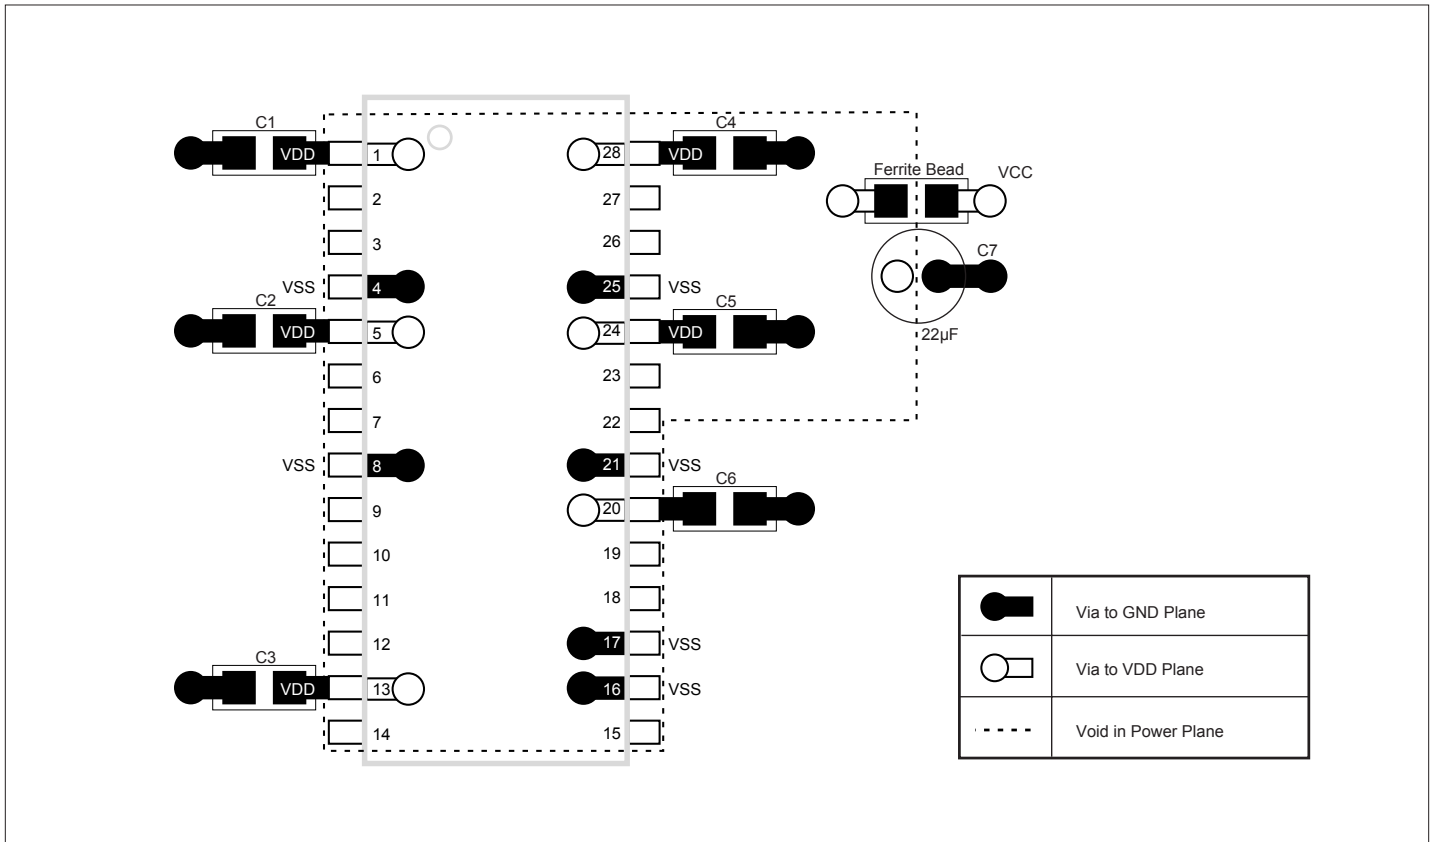 C1
C4
VDD
1
28
VDD
Ferrite Bead
VCC
2
27
3
26
C7
VSS
4
25
VSS
C2
C5
VDD
5
24
VDD
22µF
6
23
7
22
VSS
8
21
VSS
C6
9
20
10
19
11
18
12
17
VSS
C3
VDD
13
16
VSS
14
15
Via to GND Plane
Via to VDD Plane
Void in Power Plane